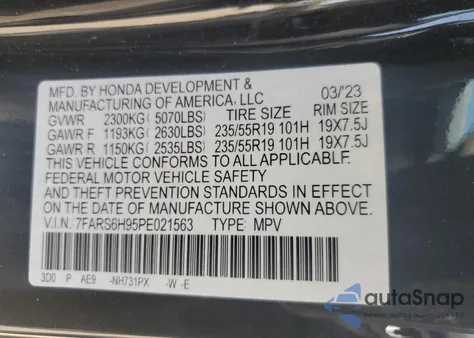 MFD. BY HONDA DEVELOPMENT &
MANUFACTURING OF AMERICA, LLC 03/'23
GVWR 2300KG( 5070LBS) TIRE SIZE RIM SIZE
GAWR F 1193KG( 2630LBS) 235/55R19 101H 19X7.5J
GAWR R 1150KG( 2535LBS) 235/55R19 101H 19X7.5J
THIS VEHICLE CONFORMS TO ALL APPLICABLE
FEDERAL MOTOR VEHICLE SAFETY
AND THEFT PREVENTION STANDARDS IN EFFECT
ON THE DATE OF MANUFACTURE SHOWN ABOVE.
V.I.N. 7FARS6H95PE021563 TYPE: MPV
3D0 P AE9 -NH731PX -W -E
autoSnap